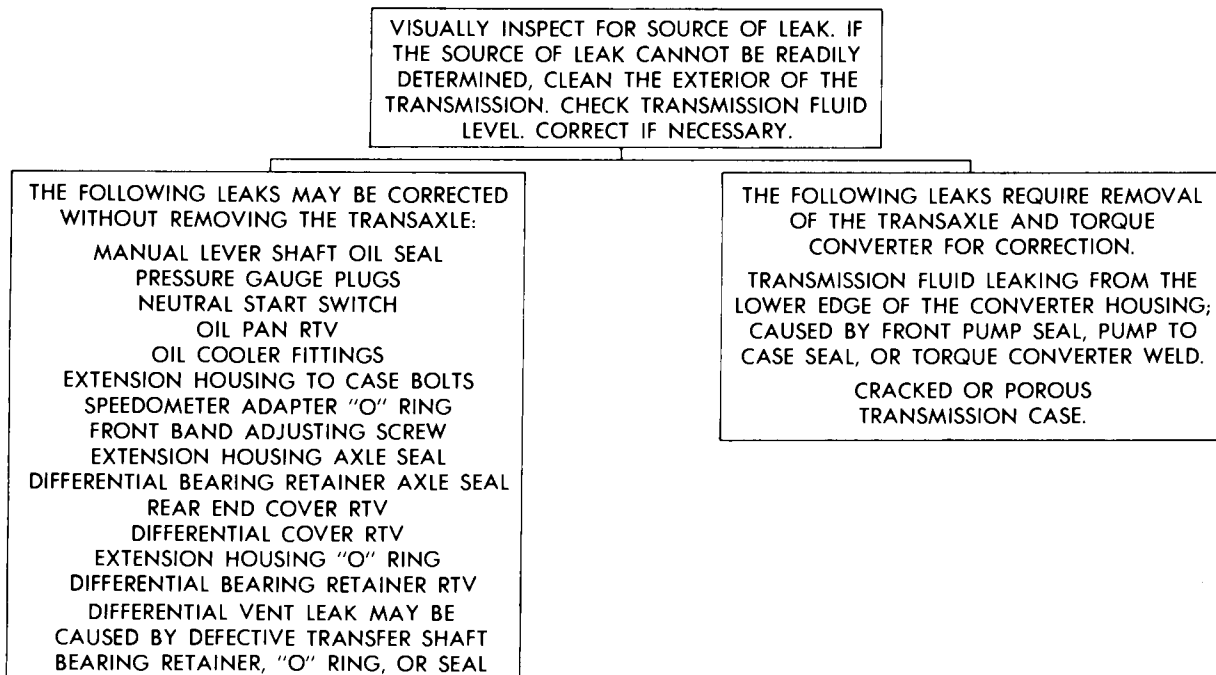 VISUALLY INSPECT FOR SOURCE OF LEAK. IF
THE SOURCE OF LEAK CANNOT BE READILY
DETERMINED, CLEAN THE EXTERIOR OF THE
TRANSMISSION. CHECK TRANSMISSION FLUID
LEVEL. CORRECT IF NECESSARY.
THE FOLLOWING LEAKS MAY BE CORRECTED
WITHOUT REMOVING THE TRANSAXLE:
MANUAL LEVER SHAFT OIL SEAL
PRESSURE GAUGE PLUGS
NEUTRAL START SWITCH
OIL PAN RTV
OIL COOLER FITTINGS
EXTENSION HOUSING TO CASE BOLTS
SPEEDOMETER ADAPTER "O" RING
FRONT BAND ADJUSTING SCREW
EXTENSION HOUSING AXLE SEAL
DIFFERENTIAL BEARING RETAINER AXLE SEAL
REAR END COVER RTV
DIFFERENTIAL COVER RTV
EXTENSION HOUSING "O" RING
DIFFERENTIAL BEARING RETAINER RTV
DIFFERENTIAL VENT LEAK MAY BE
CAUSED BY DEFECTIVE TRANSFER SHAFT
BEARING RETAINER, "O" RING, OR SEAL
THE FOLLOWING LEAKS REQUIRE REMOVAL
OF THE TRANSAXLE AND TORQUE
CONVERTER FOR CORRECTION.
TRANSMISSION FLUID LEAKING FROM THE
LOWER EDGE OF THE CONVERTER HOUSING;
CAUSED BY FRONT PUMP SEAL, PUMP TO
CASE SEAL, OR TORQUE CONVERTER WELD.
CRACKED OR POROUS
TRANSMISSION CASE.